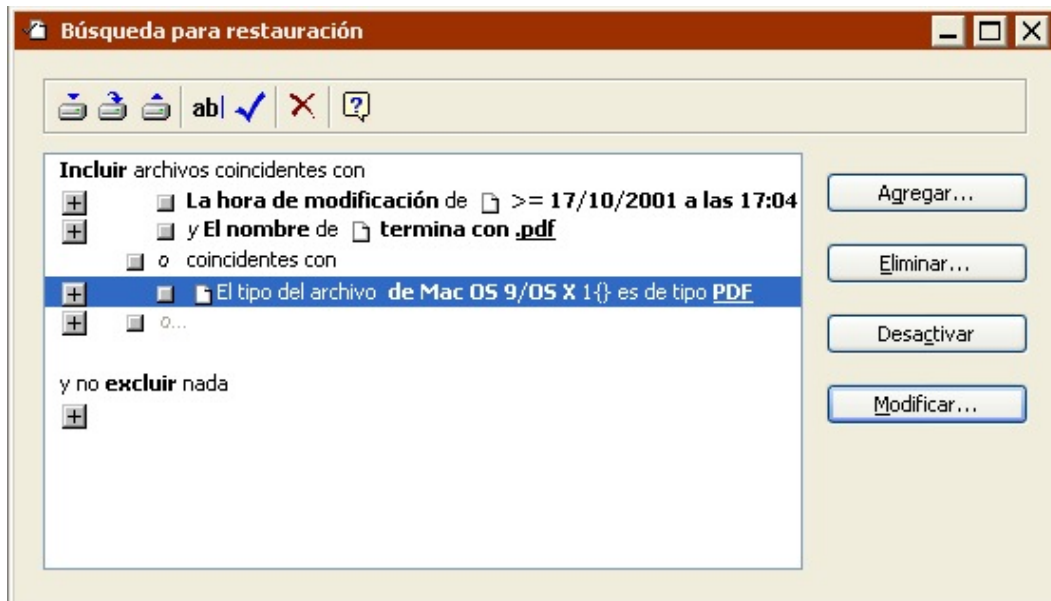 Búsqueda para restauración
ab
Incluir archivos coincidentes con
La hora de modificación de >= 17/10/2001 a las 17:04
y El nombre de termina con .pdf
o coincidentes con
El tipo del archivo de Mac OS 9/OS X 1{} es de tipo PDF
o...
y no excluir nada
Agregar...
Eliminar...
Desactivar
Modificar...